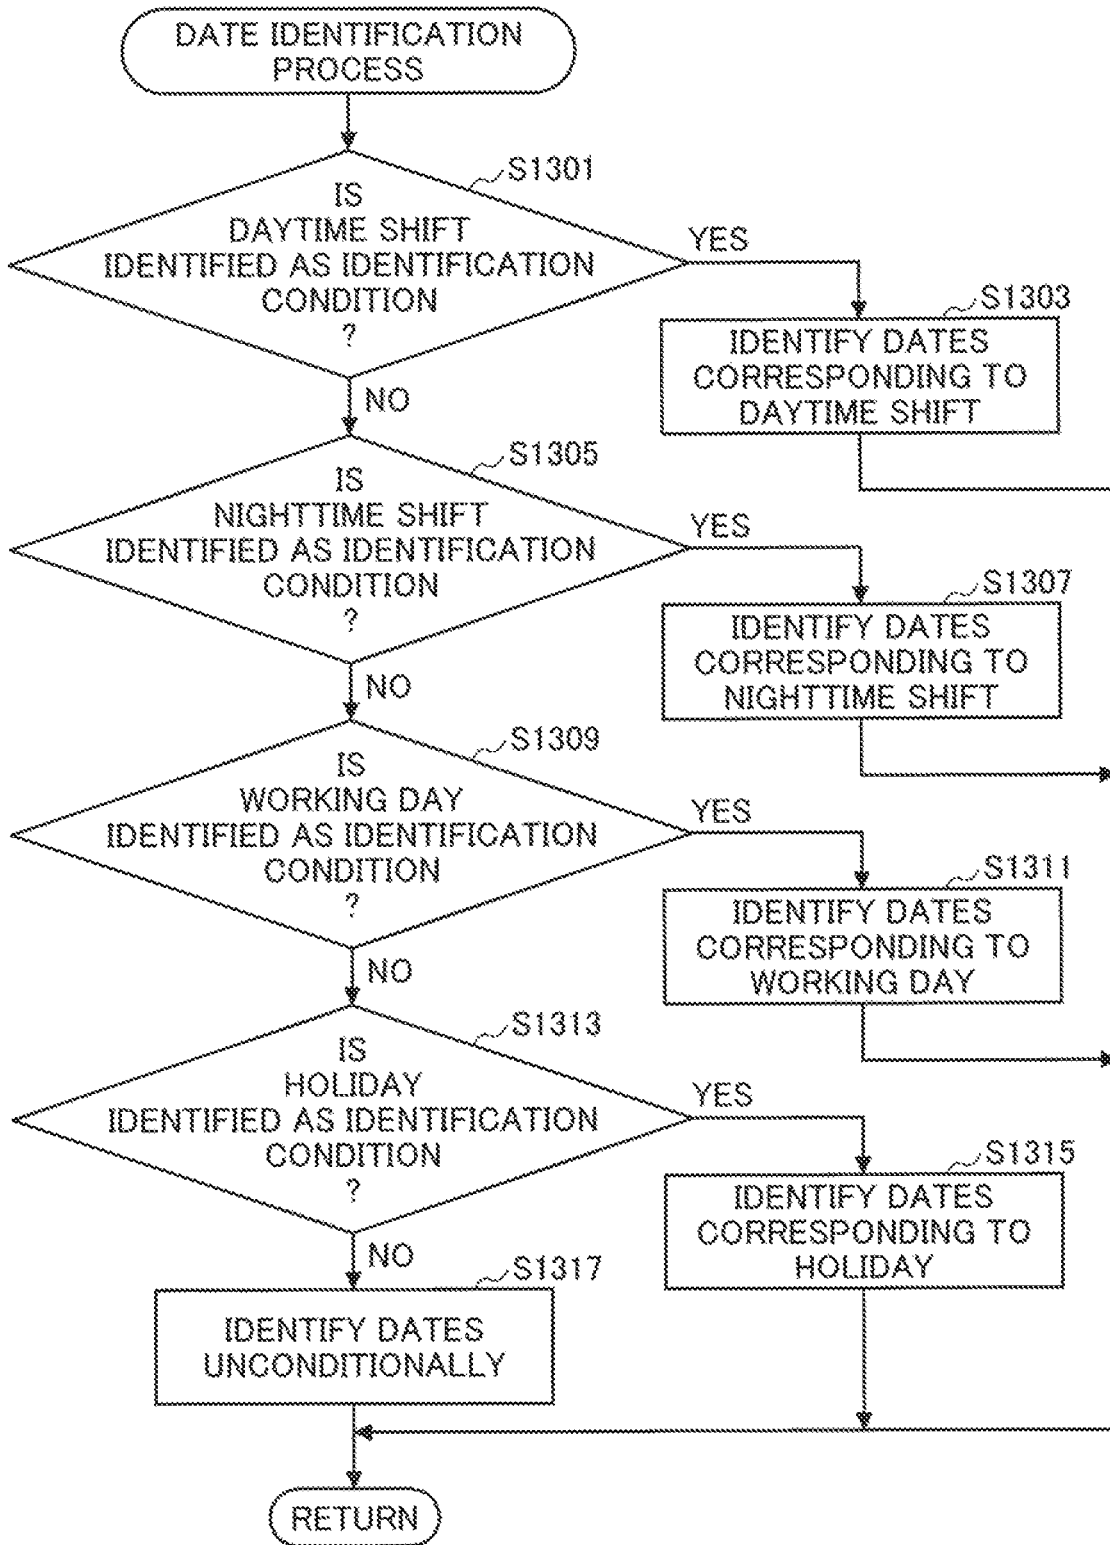 DATE IDENTIFICATION
PROCESS
S1301
IS
DAYTIME SHIFT
IDENTIFIED AS IDENTIFICATION
CONDITION
?
YES
NO
S1303
IDENTIFY DATES
CORRESPONDING TO
DAYTIME SHIFT
S1305
IS
NIGHTTIME SHIFT
IDENTIFIED AS IDENTIFICATION
CONDITION
?
YES
NO
S1307
IDENTIFY DATES
CORRESPONDING TO
NIGHTTIME SHIFT
S1309
IS
WORKING DAY
IDENTIFIED AS IDENTIFICATION
CONDITION
?
YES
NO
S1311
IDENTIFY DATES
CORRESPONDING TO
WORKING DAY
S1313
IS
HOLIDAY
IDENTIFIED AS IDENTIFICATION
CONDITION
?
YES
NO
S1315
IDENTIFY DATES
CORRESPONDING TO
HOLIDAY
S1317
IDENTIFY DATES
UNCONDITIONALLY
RETURN